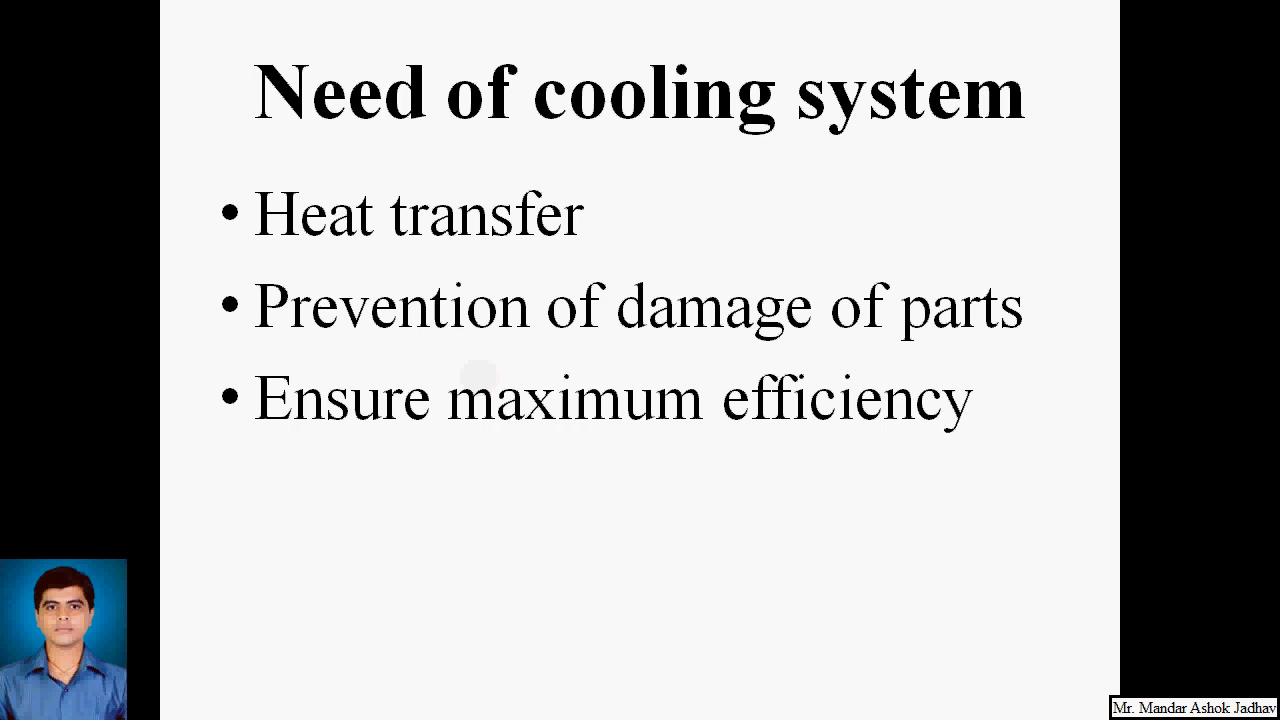 Need of cooling system
• Heat transfer
• Prevention of damage of parts
• Ensure maximum efficiency
Mr. Mandar Ashok Jadhav